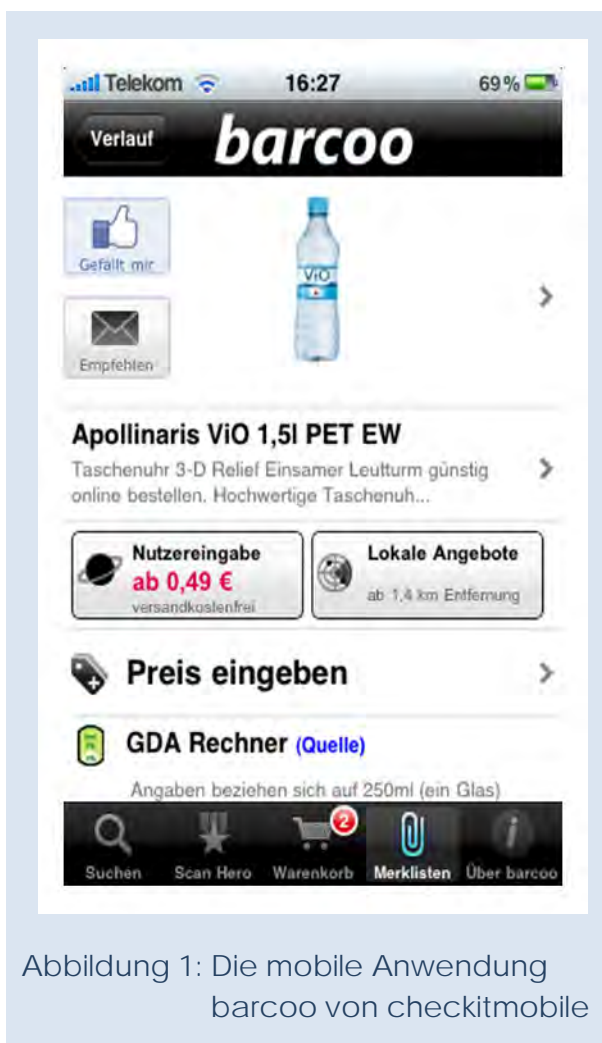 Telekom 16:27 69%
Verlauf barcoo
Gefällt mir
ViO
Empfehlen
Apollinaris ViO 1,5l PET EW
Taschenuhr 3-D Relief Einsamer Leutturm günstig
online bestellen. Hochwertige Taschenuh...
Nutzereingabe
ab 0,49 €
versandkostenfrei
Lokale Angebote
ab 1,4 km Entfernung
Preis eingeben
GDA Rechner (Quelle)
Angaben beziehen sich auf 250ml (ein Glas)
2
Suchen Scan Hero Warenkorb Merklisten Über barcoo
Abbildung 1: Die mobile Anwendung
barcoo von checkitmobile